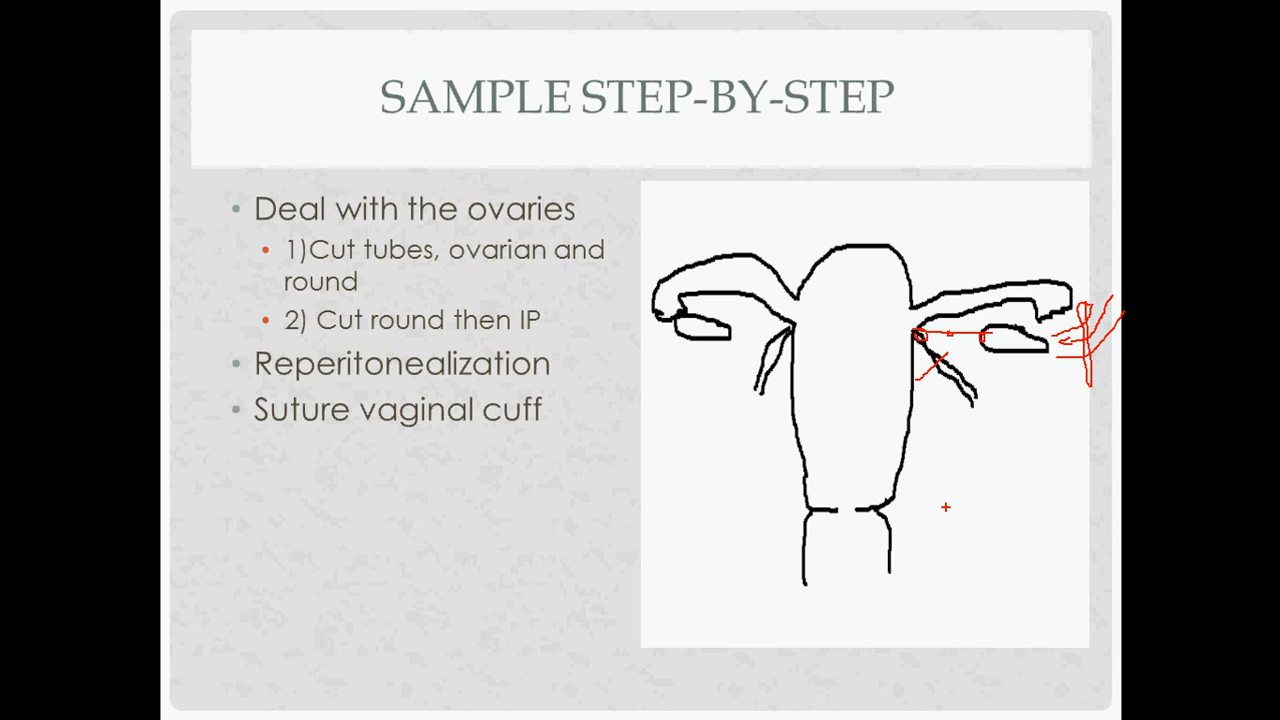 SAMPLE STEP-BY-STEP
• Deal with the ovaries
• 1)Cut tubes, ovarian and
round
• 2) Cut round then IP
• Reperitonealization
• Suture vaginal cuff